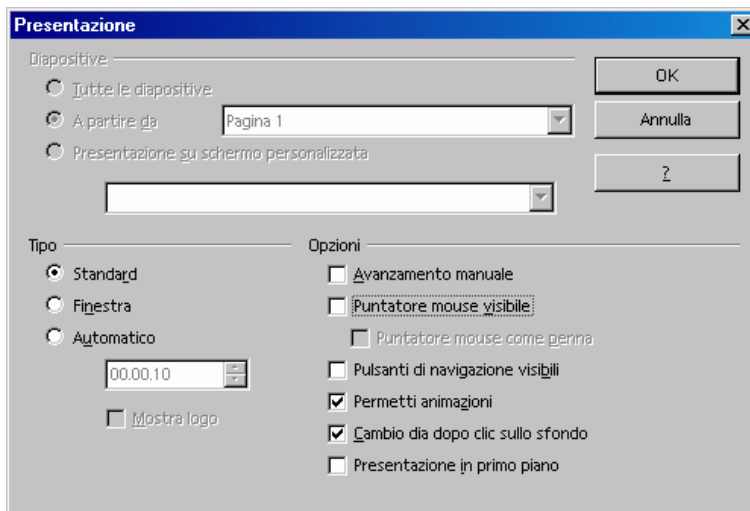 Presentazione
Diapositive
Tutte le diapositive
A partire da
Pagina 1
Presentazione su schermo personalizzata
OK
Annulla
?
Tipo
Standard
Finestra
Automatico
00.00.10
Mostra logo
Opzioni
Avanzamento manuale
Puntatore mouse visibile
Puntatore mouse come penna
Pulsanti di navigazione visibili
Permetti animazioni
Cambio dia dopo clic sullo sfondo
Presentazione in primo piano